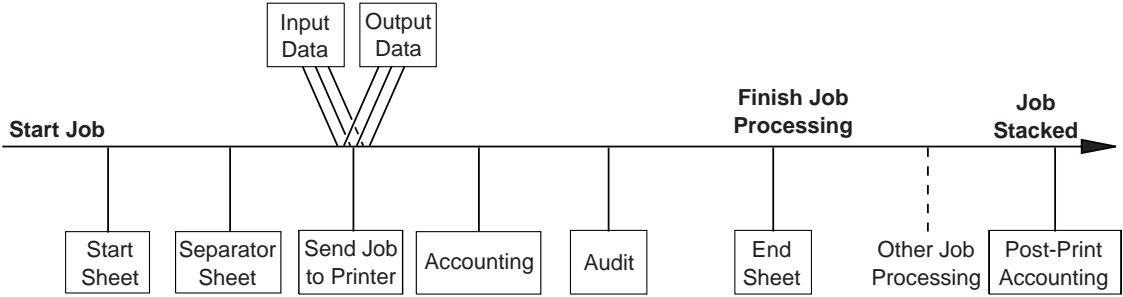 Input
Data
Output
Data
Start Job
Finish Job
Processing
Job
Stacked
Start
Sheet
Separator
Sheet
Send Job
to Printer
Accounting
Audit
End
Sheet
Other Job
Processing
Post-Print
Accounting